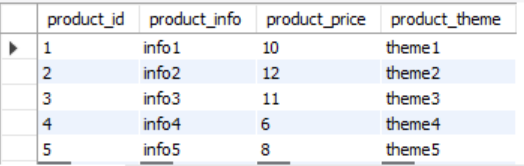 product_id product_info product_price product_theme
1 info1 10 theme1
2 info2 12 theme2
3 info3 11 theme3
4 info4 6 theme4
5 info5 8 theme5